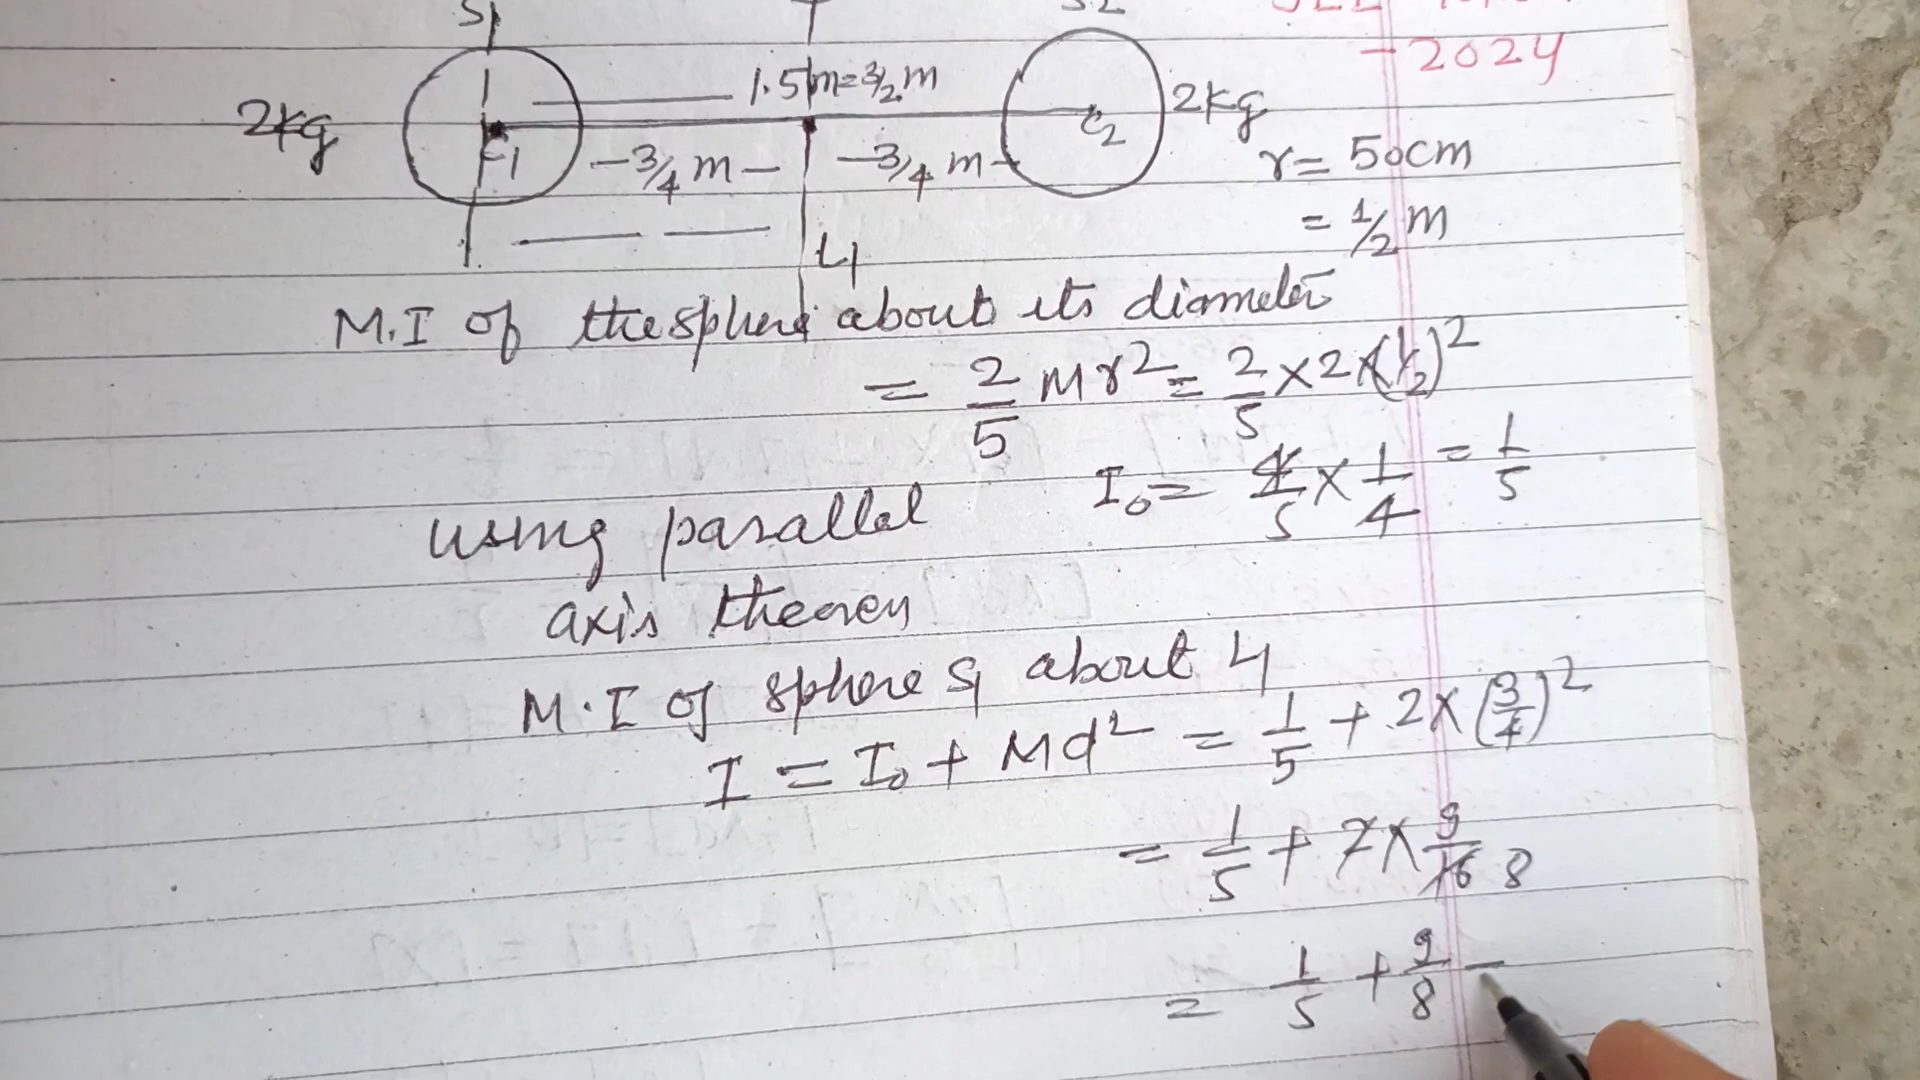 S1
- 2024
1.5m=3/2m
2kg
C1
C2
2kg
-3/4 m-
-3/4 m-
r= 50cm
= 1/2 m
L1
M.I of the sphere about its diameter
= 2/5 Mr² = 2/5 × 2 × (1/2)²
I₀ = 4/5 × 1/4 = 1/5
using parallel
axis theorem
M.I of sphere S1 about L1
I = I₀ + Md² = 1/5 + 2×(3/4)²
= 1/5 + 2× 9/16 8
= 1/5 + 9/8 -